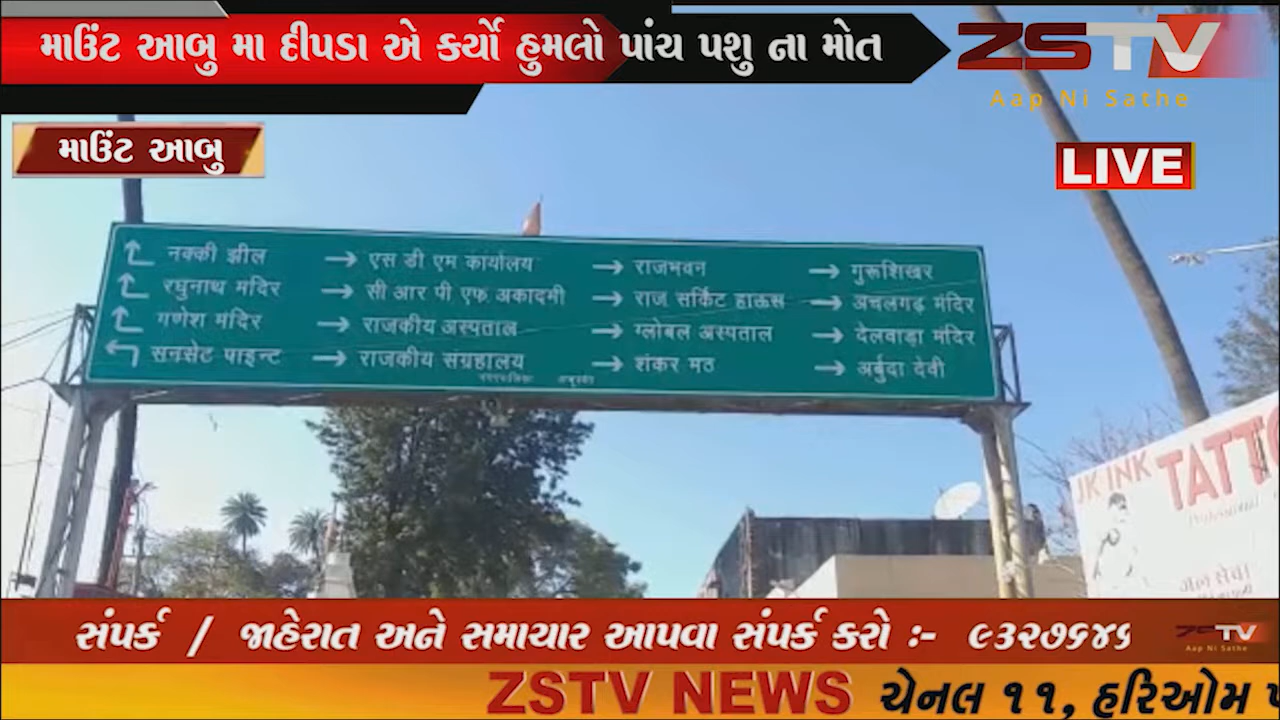 માઉંટ આબુ મા દીપડા એ કર્યો હુમલો પાંચ પશુ ના મોત
ZSTV
Aap Ni Sathe
માઉંટ આબુ
LIVE
नक्की झील → एस डी एम कार्यालय → राजभवन → गुरूशिखर
रघुनाथ मंदिर → सी आर पी एफ अकादमी → राज सर्किट हाऊस → अचलगढ़ मंदिर
गणेश मंदिर → राजकीय अस्पताल → ग्लोबल अस्पताल → देलवाड़ा मंदिर
सनसेट पाइन्ट → राजकीय संग्रहालय → शंकर मठ → अर्बुदा देवी
नगरपालिका
JK INK TATTO
સંપર્ક / જાહેરાત અને સમાચાર આપવા સંપર્ક કરો :- ૯૩૨૭૬૪૬
ZSTV
Aap Ni Sathe
ZSTV NEWS ચેનલ ૧૧, હરિઓમ